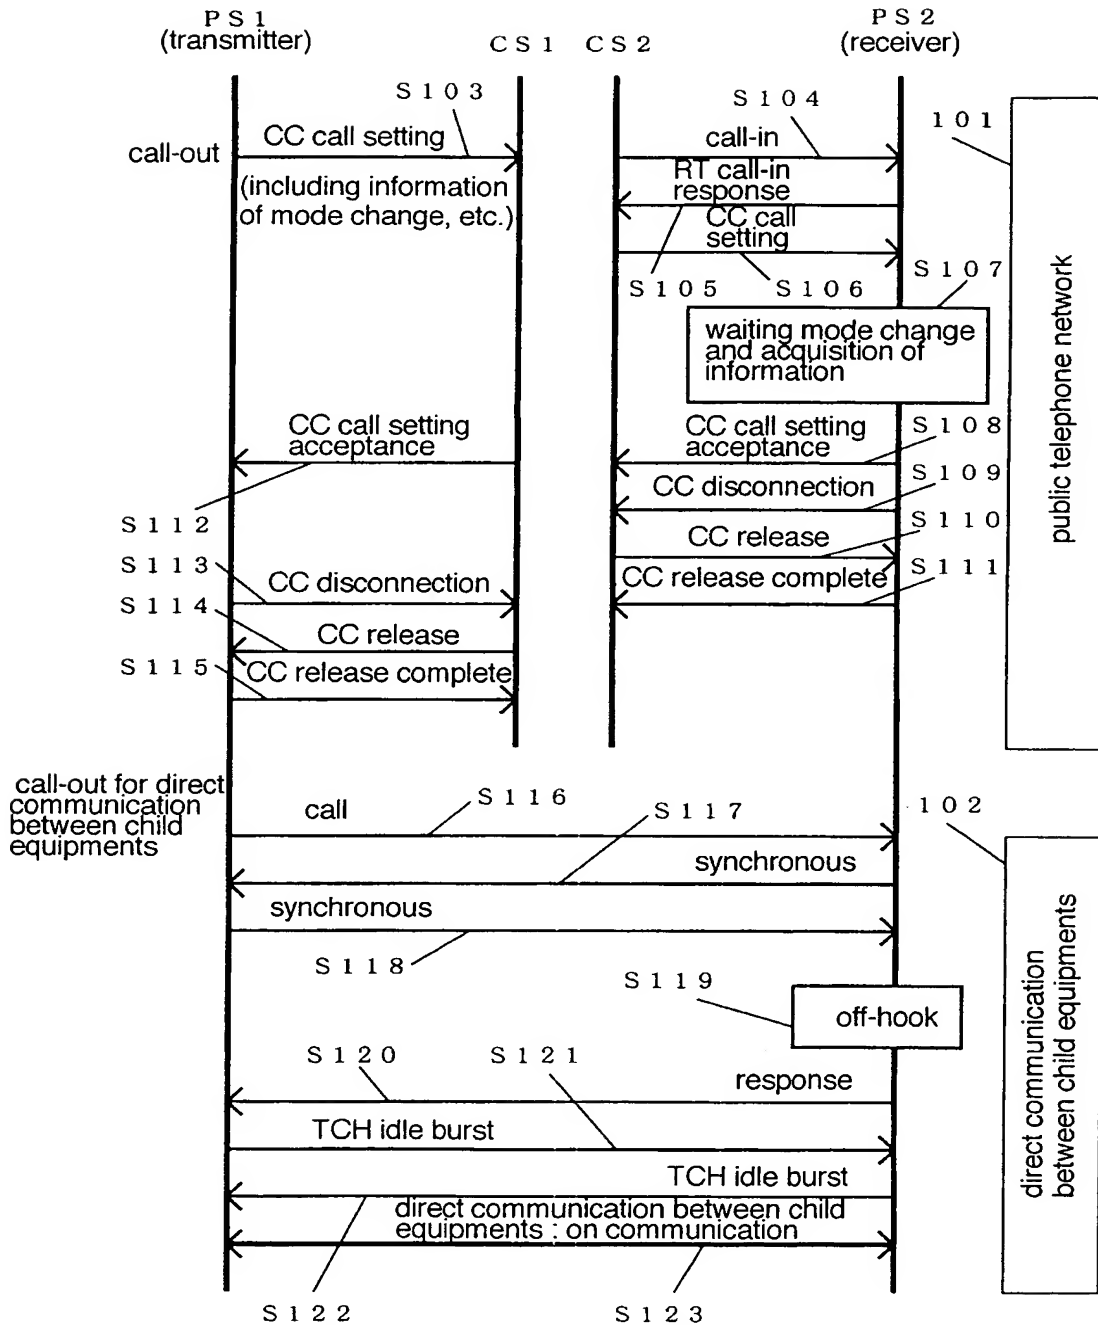 PS1
(transmitter)
CS1
CS2
PS2
(receiver)
S103
S104
101
call-out
CC call setting
call-in
(including information
of mode change, etc.)
RT call-in
response
CC call
setting
S105
S106
S107
waiting mode change
and acquisition of
information
public telephone network
CC call setting
acceptance
CC call setting
acceptance
S108
S109
CC disconnection
S112
S110
CC release
S113
CC disconnection
CC release complete
S111
S114
CC release
S115
CC release complete
call-out for direct
communication
between child
equipments
call
S116
S117
102
synchronous
synchronous
S118
S119
off-hook
direct communication
between child equipments
S120
S121
response
TCH idle burst
TCH idle burst
direct communication between child
equipments : on communication
S122
S123